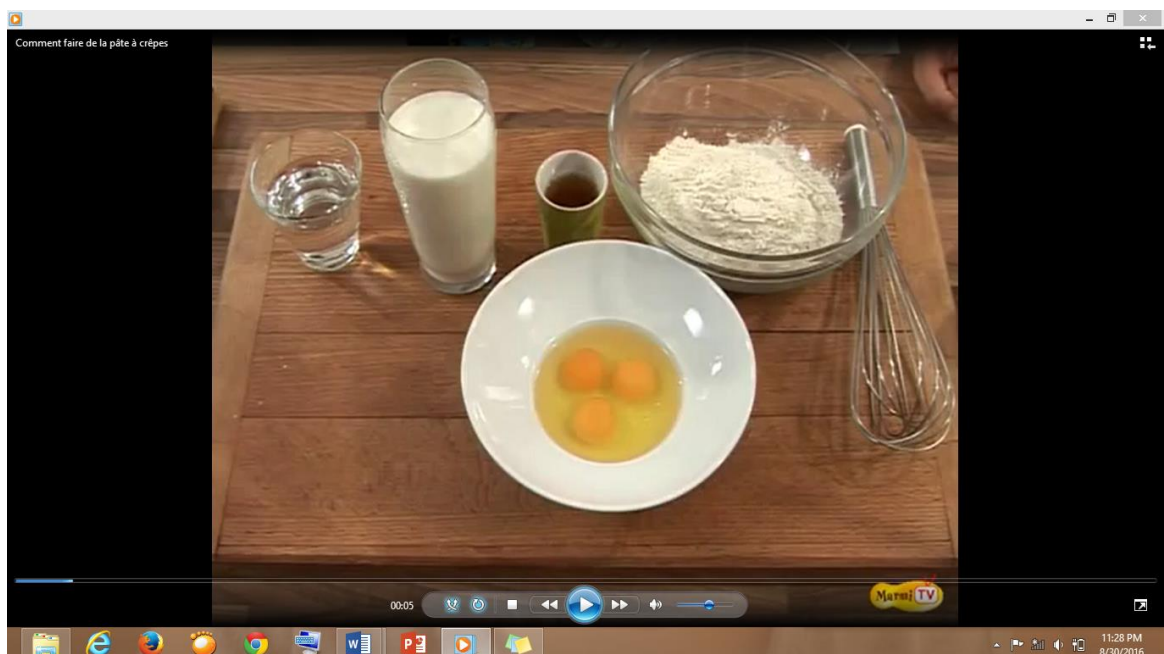 Comment faire de la pâte à crêpes
00:05
Marmi TV
11:28 PM
8/30/2016